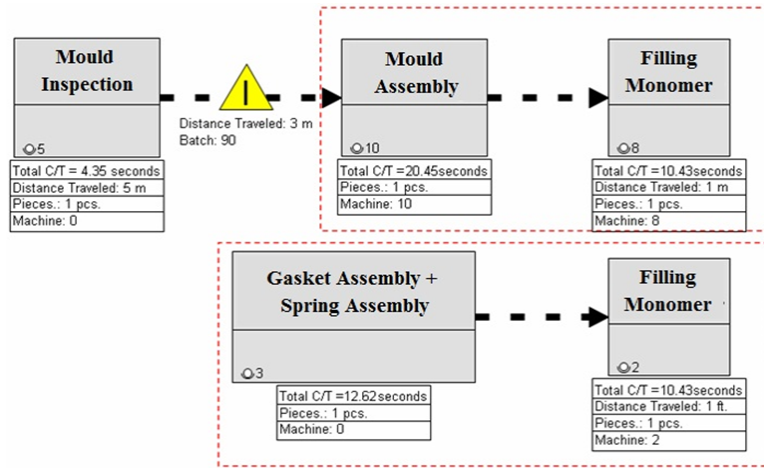 Mould
Inspection
5
Total C/T = 4.35 seconds
Distance Traveled: 5 m
Pieces.: 1 pcs.
Machine: 0
I
Distance Traveled: 3 m
Batch: 90
Mould
Assembly
10
Total C/T =20.45seconds
Pieces.: 1 pcs.
Machine: 10
Filling
Monomer
8
Total C/T =10.43seconds
Distance Traveled: 1 m
Pieces.: 1 pcs.
Machine: 8
Gasket Assembly +
Spring Assembly
3
Total C/T =12.62seconds
Pieces.: 1 pcs.
Machine: 0
Filling
Monomer
2
Total C/T =10.43seconds
Distance Traveled: 1 ft.
Pieces.: 1 pcs.
Machine: 2